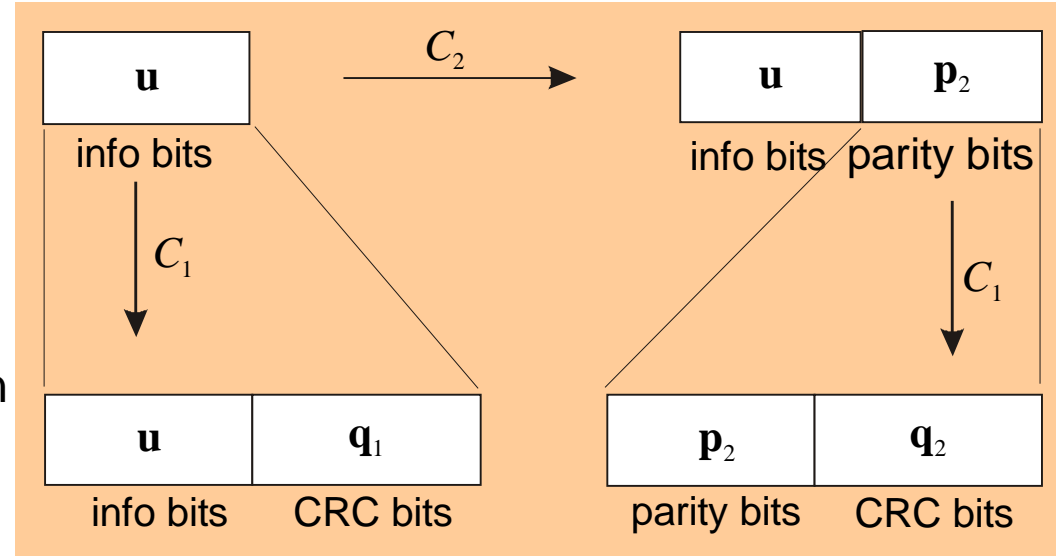 u
C₂
u p₂
info bits
info bits parity bits
C₁
C₁
n
u q₁
p₂ q₂
info bits CRC bits
parity bits CRC bits